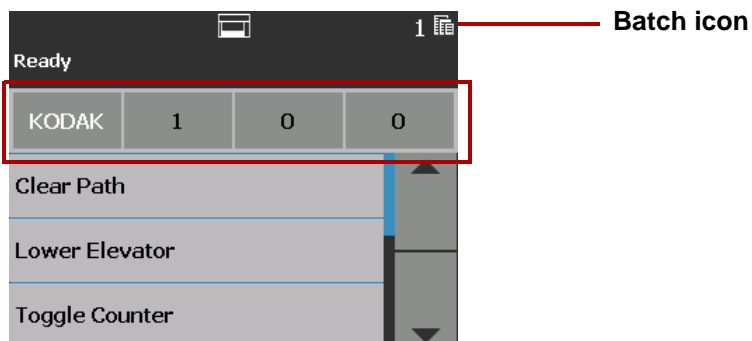 1
Batch icon
Ready
KODAK 1 0 0
Clear Path
Lower Elevator
Toggle Counter